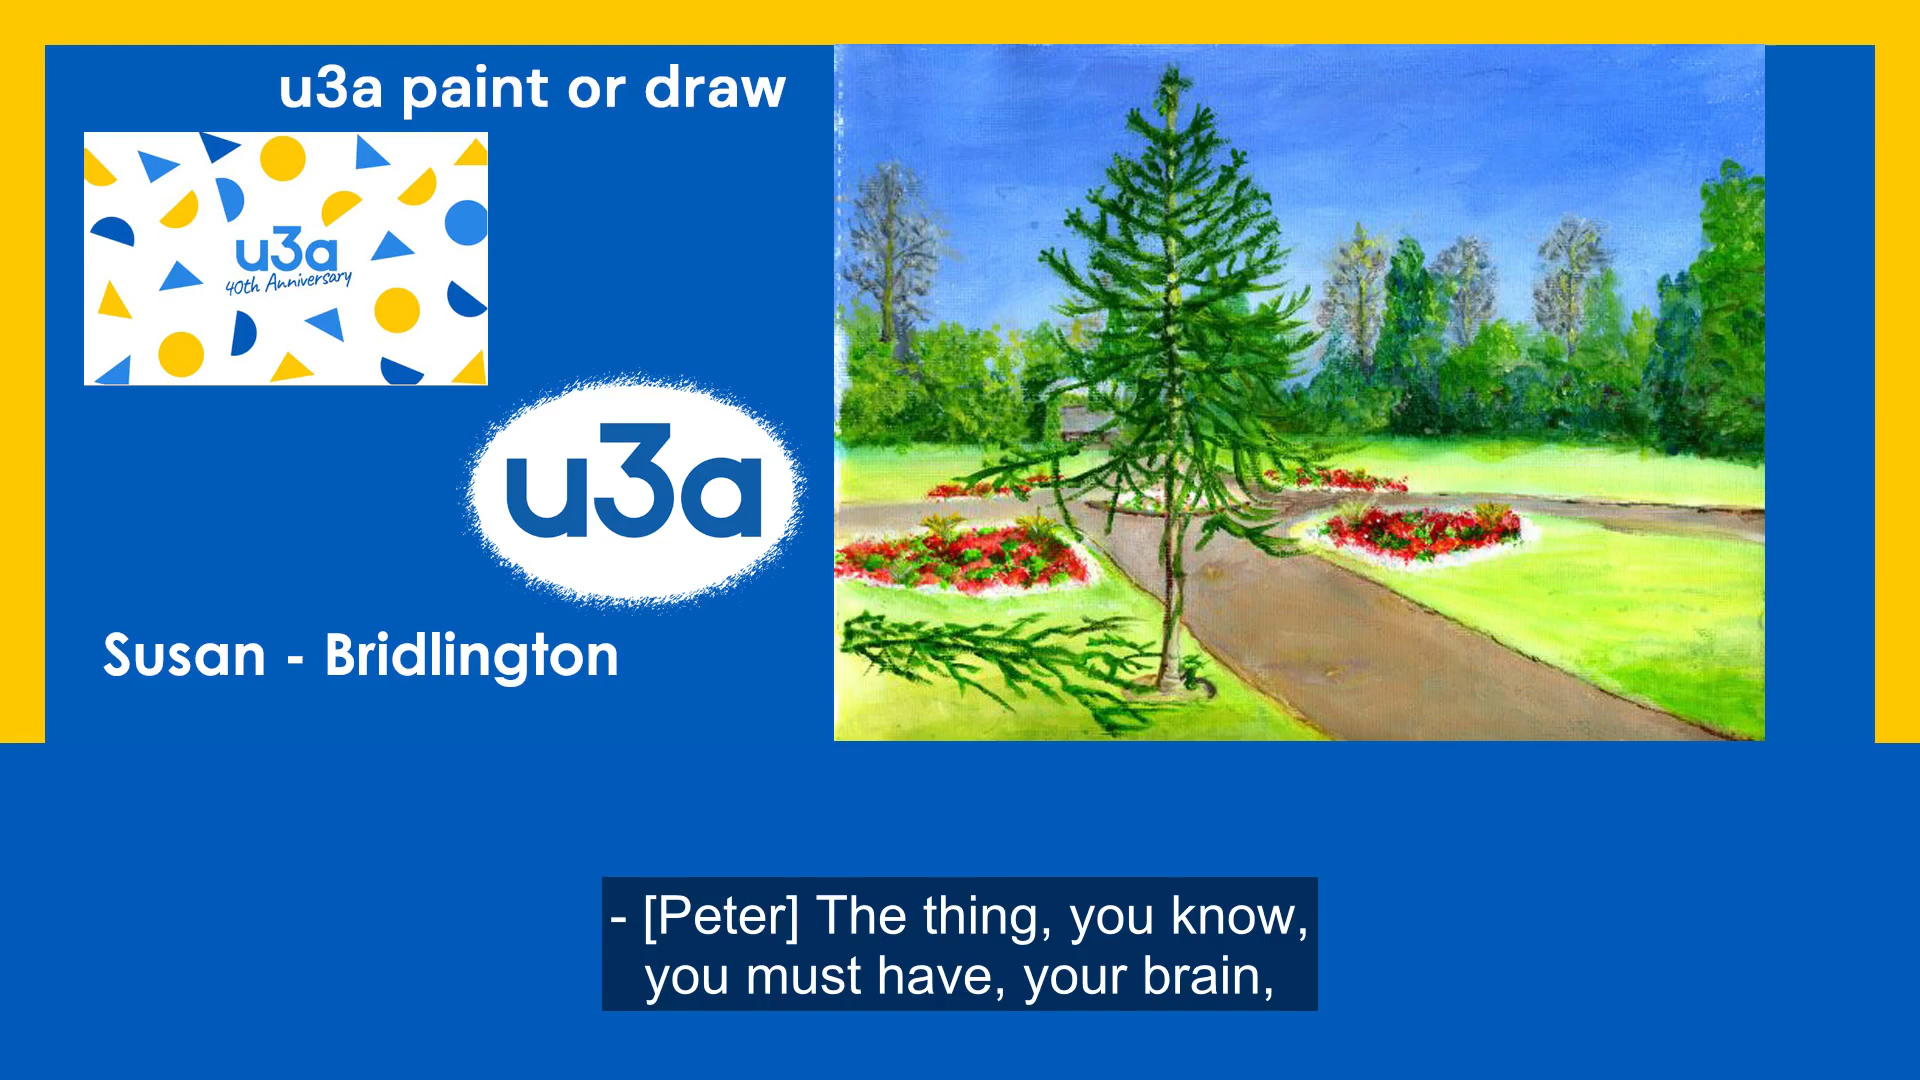 u3a paint or draw
u3a
40th Anniversary
u3a
Susan - Bridlington
- [Peter] The thing, you know,
you must have, your brain,